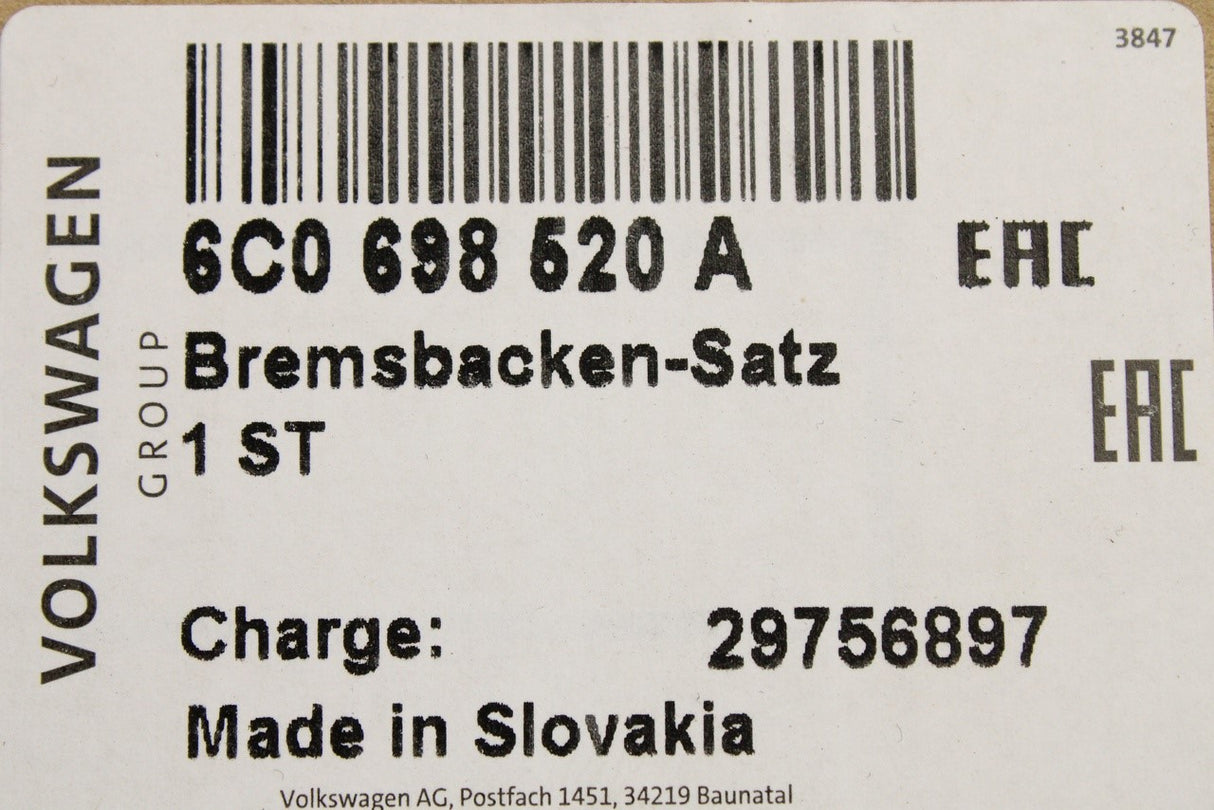 3847
VOLKSWAGEN
GROUP
6C0 698 520 A
EAC
Bremsbacken-Satz
EAC
1 ST
Charge: 29756897
Made in Slovakia
Volkswagen AG, Postfach 1451, 34219 Baunatal